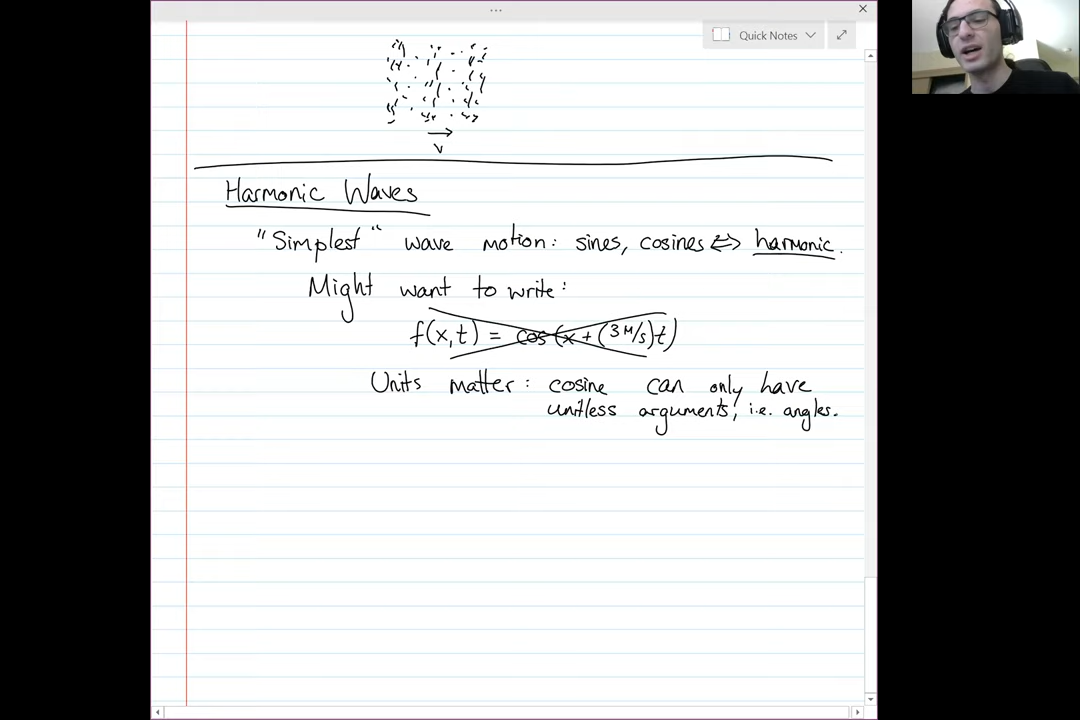 Quick Notes
→
v
Harmonic Waves
"Simplest" wave motion: sines, cosines ⇔ harmonic.
Might want to write:
f(x,t) = cos(x + (3 m/s)t)
Units matter: cosine can only have
unitless arguments, i.e. angles.